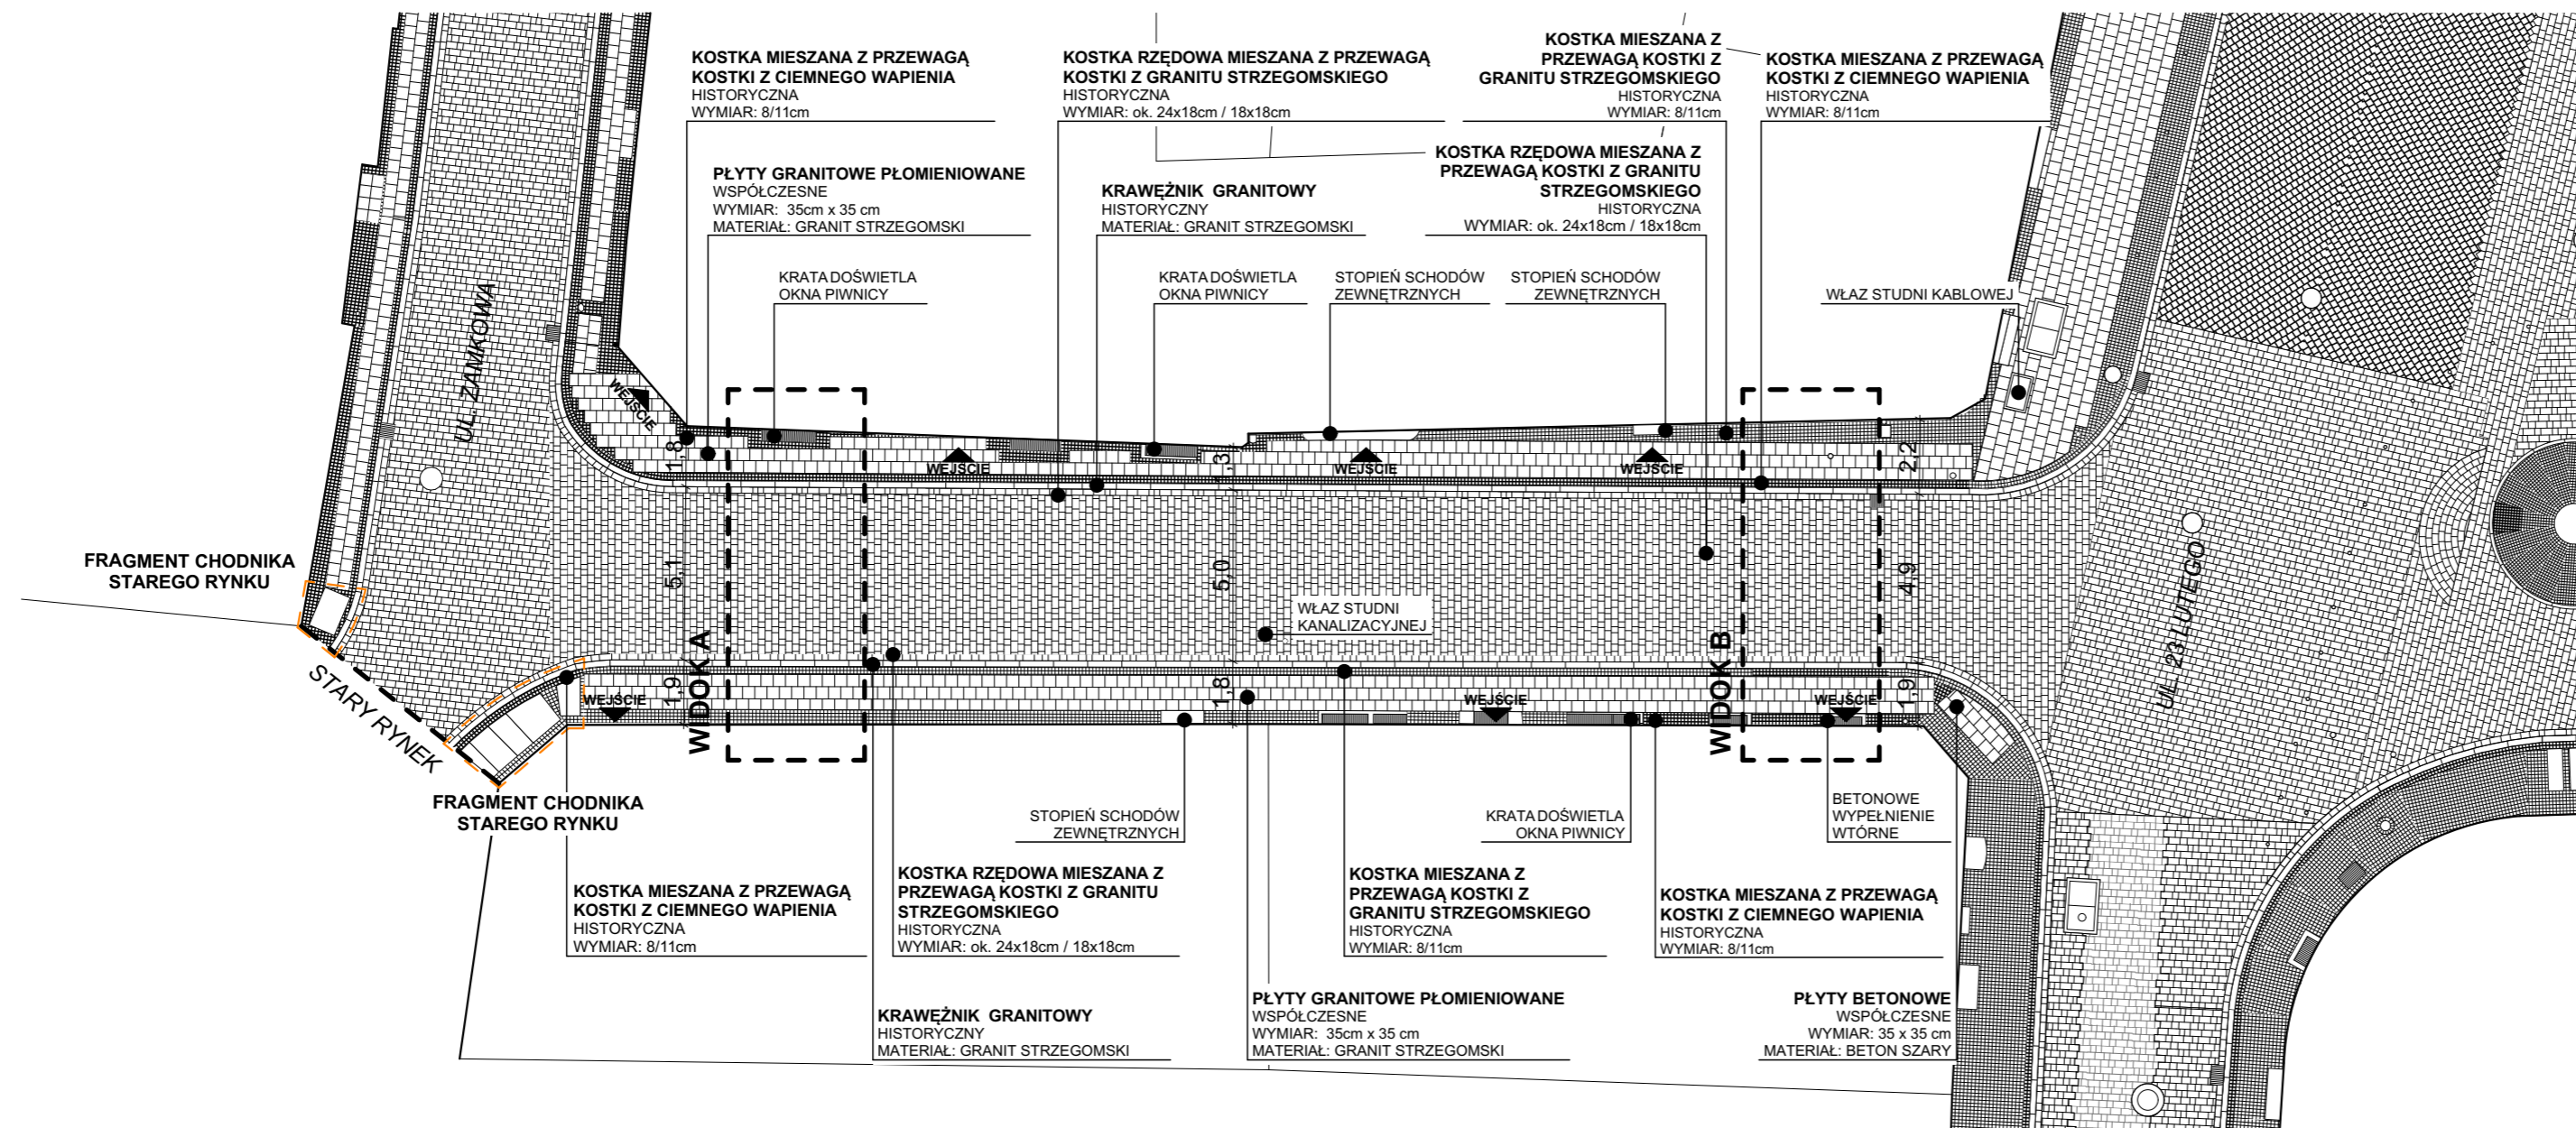 KOSTKA MIESZANA Z PRZEWAGĄ
KOSTKI Z CIEMNEGO WAPIENIA
HISTORYCZNA
WYMIAR: 8/11cm
KOSTKA RZĘDOWA MIESZANA Z PRZEWAGĄ
KOSTKI Z GRANITU STRZEGOMSKIEGO
HISTORYCZNA
WYMIAR: ok. 24x18cm / 18x18cm
KOSTKA MIESZANA Z
PRZEWAGĄ KOSTKI Z
GRANITU STRZEGOMSKIEGO
HISTORYCZNA
WYMIAR: 8/11cm
KOSTKA MIESZANA Z PRZEWAGĄ
KOSTKI Z CIEMNEGO WAPIENIA
HISTORYCZNA
WYMIAR: 8/11cm
PŁYTY GRANITOWE PŁOMIENIOWANE
WSPÓŁCZESNE
WYMIAR: 35cm x 35 cm
MATERIAŁ: GRANIT STRZEGOMSKI
KRAWĘŻNIK GRANITOWY
HISTORYCZNY
MATERIAŁ: GRANIT STRZEGOMSKI
KOSTKA RZĘDOWA MIESZANA Z
PRZEWAGĄ KOSTKI Z GRANITU
STRZEGOMSKIEGO
HISTORYCZNA
WYMIAR: ok. 24x18cm / 18x18cm
KRATA DOŚWIETLA
OKNA PIWNICY
KRATA DOŚWIETLA
OKNA PIWNICY
STOPIEŃ SCHODÓW
ZEWNĘTRZNYCH
STOPIEŃ SCHODÓW
ZEWNĘTRZNYCH
WŁAZ STUDNI KABLOWEJ
UL. ZAMKOWA
WEJŚCIE
1,8
WEJŚCIE
1,3
WEJŚCIE
WEJŚCIE
2,2
FRAGMENT CHODNIKA
STAREGO RYNKU
5,1
5,0
4,9
WŁAZ STUDNI
KANALIZACYJNEJ
UL. 23 LUTEGO
STARY RYNEK
WEJŚCIE
1,9
WIDOK A
1,8
WEJŚCIE
WIDOK B
WEJŚCIE
1,9
FRAGMENT CHODNIKA
STAREGO RYNKU
STOPIEŃ SCHODÓW
ZEWNĘTRZNYCH
KRATA DOŚWIETLA
OKNA PIWNICY
BETONOWE
WYPEŁNIENIE
WTÓRNE
KOSTKA MIESZANA Z PRZEWAGĄ
KOSTKI Z CIEMNEGO WAPIENIA
HISTORYCZNA
WYMIAR: 8/11cm
KOSTKA RZĘDOWA MIESZANA Z
PRZEWAGĄ KOSTKI Z GRANITU
STRZEGOMSKIEGO
HISTORYCZNA
WYMIAR: ok. 24x18cm / 18x18cm
KOSTKA MIESZANA Z
PRZEWAGĄ KOSTKI Z
GRANITU STRZEGOMSKIEGO
HISTORYCZNA
WYMIAR: 8/11cm
KOSTKA MIESZANA Z PRZEWAGĄ
KOSTKI Z CIEMNEGO WAPIENIA
HISTORYCZNA
WYMIAR: 8/11cm
KRAWĘŻNIK GRANITOWY
HISTORYCZNY
MATERIAŁ: GRANIT STRZEGOMSKI
PŁYTY GRANITOWE PŁOMIENIOWANE
WSPÓŁCZESNE
WYMIAR: 35cm x 35 cm
MATERIAŁ: GRANIT STRZEGOMSKI
PŁYTY BETONOWE
WSPÓŁCZESNE
WYMIAR: 35 x 35 cm
MATERIAŁ: BETON SZARY